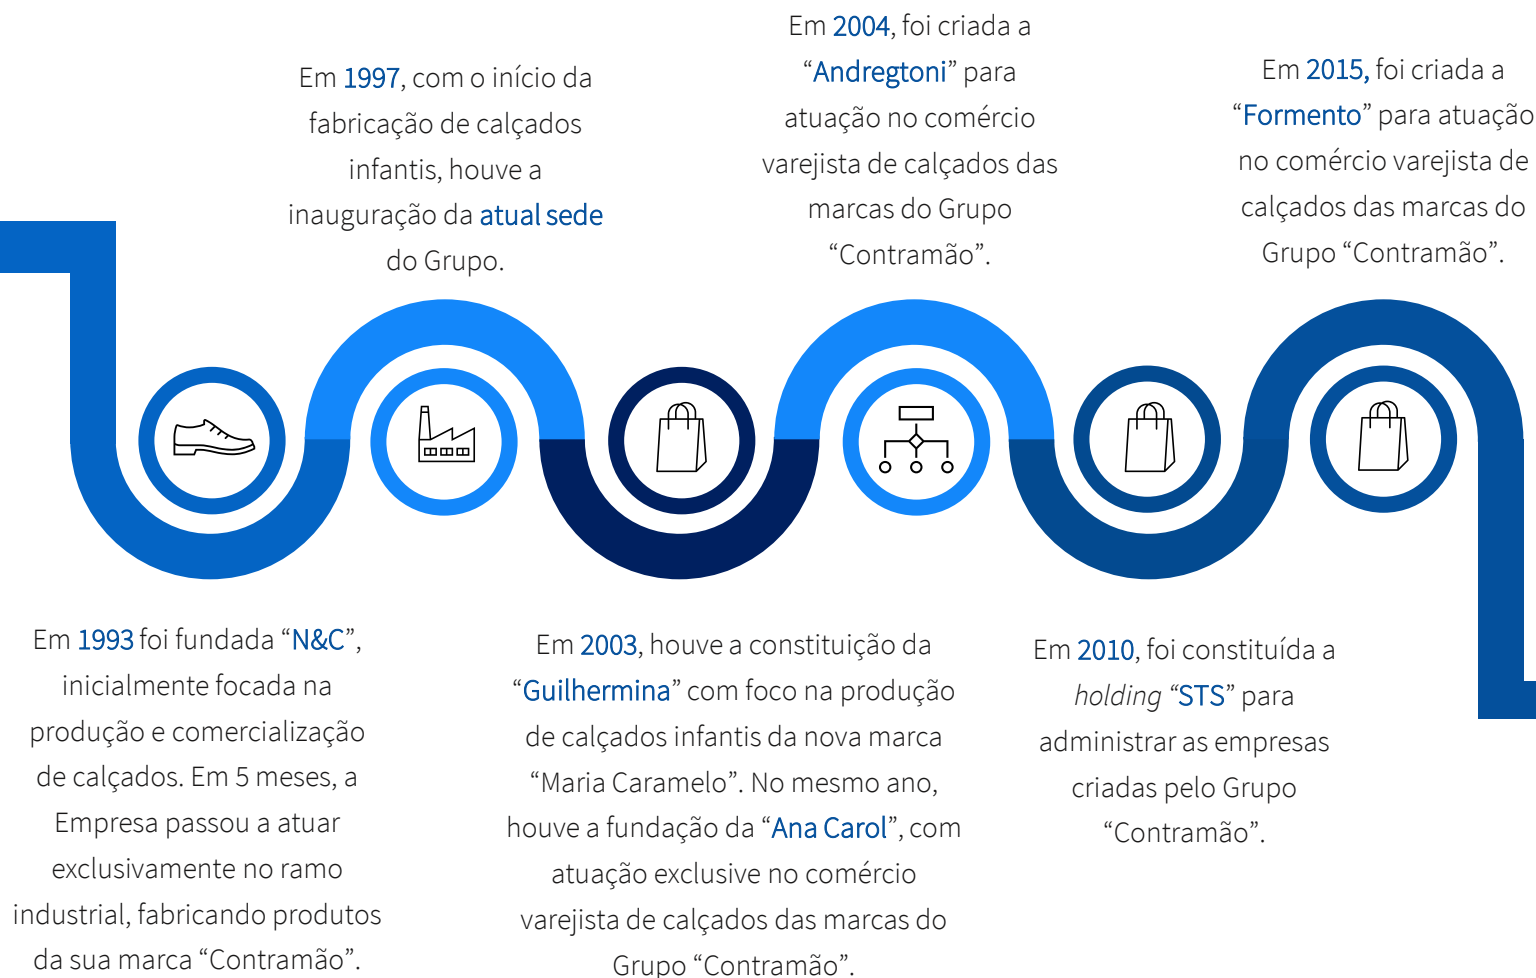 Em 1993 foi fundada “N&C”,
inicialmente focada na
produção e comercialização
de calçados. Em 5 meses, a
Empresa passou a atuar
exclusivamente no ramo
industrial, fabricando produtos
da sua marca “Contramão”.
Em 1997, com o início da
fabricação de calçados
infantis, houve a
inauguração da atual sede
do Grupo.
Em 2003, houve a constituição da
“Guilhermina” com foco na produção
de calçados infantis da nova marca
“Maria Caramelo”. No mesmo ano,
houve a fundação da “Ana Carol”, com
atuação exclusive no comércio
varejista de calçados das marcas do
Grupo “Contramão”.
Em 2004, foi criada a
“Andregtoni” para
atuação no comércio
varejista de calçados das
marcas do Grupo
“Contramão”.
Em 2010, foi constituída a
holding “STS” para
administrar as empresas
criadas pelo Grupo
“Contramão”.
Em 2015, foi criada a
“Formento” para atuação
no comércio varejista de
calçados das marcas do
Grupo “Contramão”.